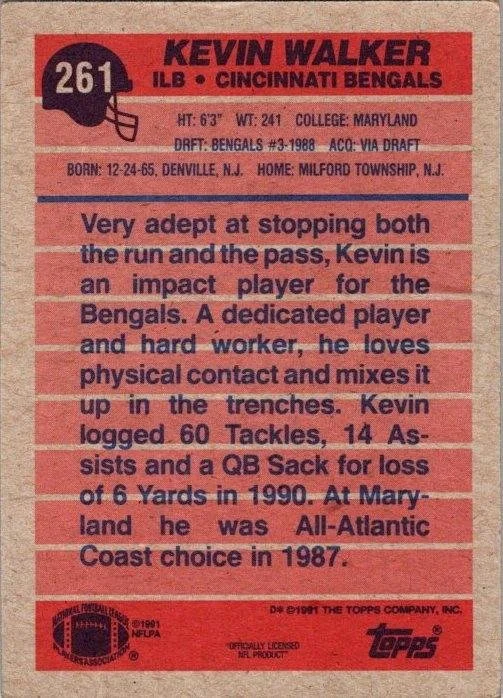 261
KEVIN WALKER
ILB • CINCINNATI BENGALS
HT: 6'3" WT: 241 COLLEGE: MARYLAND
DRFT: BENGALS #3-1988 ACQ: VIA DRAFT
BORN: 12-24-65, DENVILLE, N.J. HOME: MILFORD TOWNSHIP, N.J.
Very adept at stopping both
the run and the pass, Kevin is
an impact player for the
Bengals. A dedicated player
and hard worker, he loves
physical contact and mixes it
up in the trenches. Kevin
logged 60 Tackles, 14 As-
sists and a QB Sack for loss
of 6 Yards in 1990. At Mary-
land he was All-Atlantic
Coast choice in 1987.
NATIONAL FOOTBALL LEAGUE
PLAYERS ASSOCIATION
®
©1991
NFLPA
"OFFICIALLY LICENSED
NFL PRODUCT"
D* ©1991 THE TOPPS COMPANY, INC.
topps®